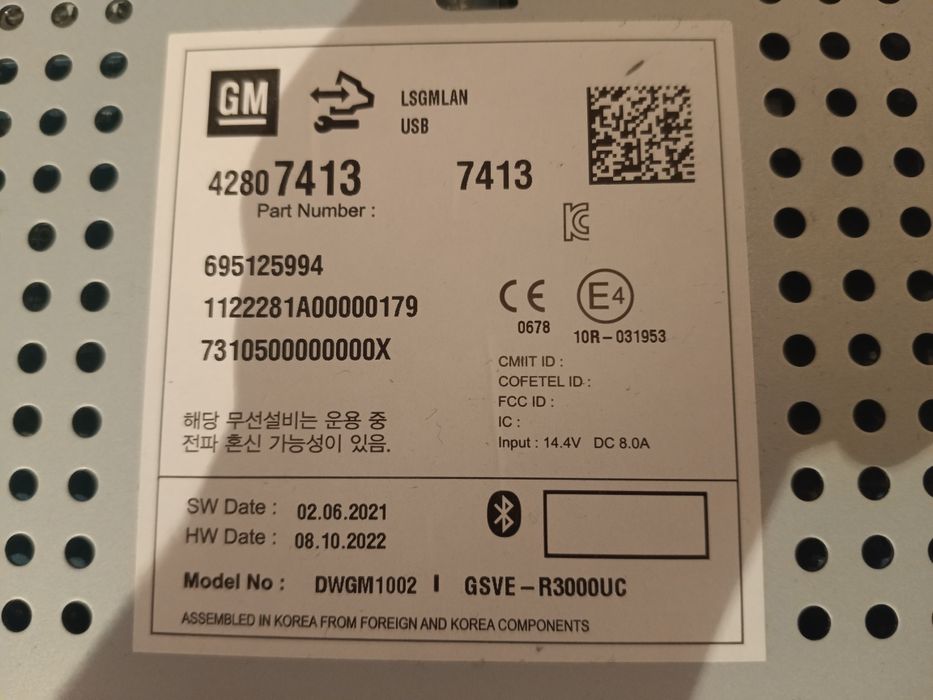 GM
LSGMLAN
USB
42807413
7413
Part Number :
695125994
1122281A00000179
7310500000000X
CE
0678
E4
10R-031953
CMIIT ID :
COFETEL ID :
FCC ID :
IC :
Input : 14.4V DC 8.0A
해당 무선설비는 운용 중
전파 혼신 가능성이 있음.
SW Date : 02.06.2021
HW Date : 08.10.2022
Model No : DWGM1002 I GSVE-R3000UC
ASSEMBLED IN KOREA FROM FOREIGN AND KOREA COMPONENTS